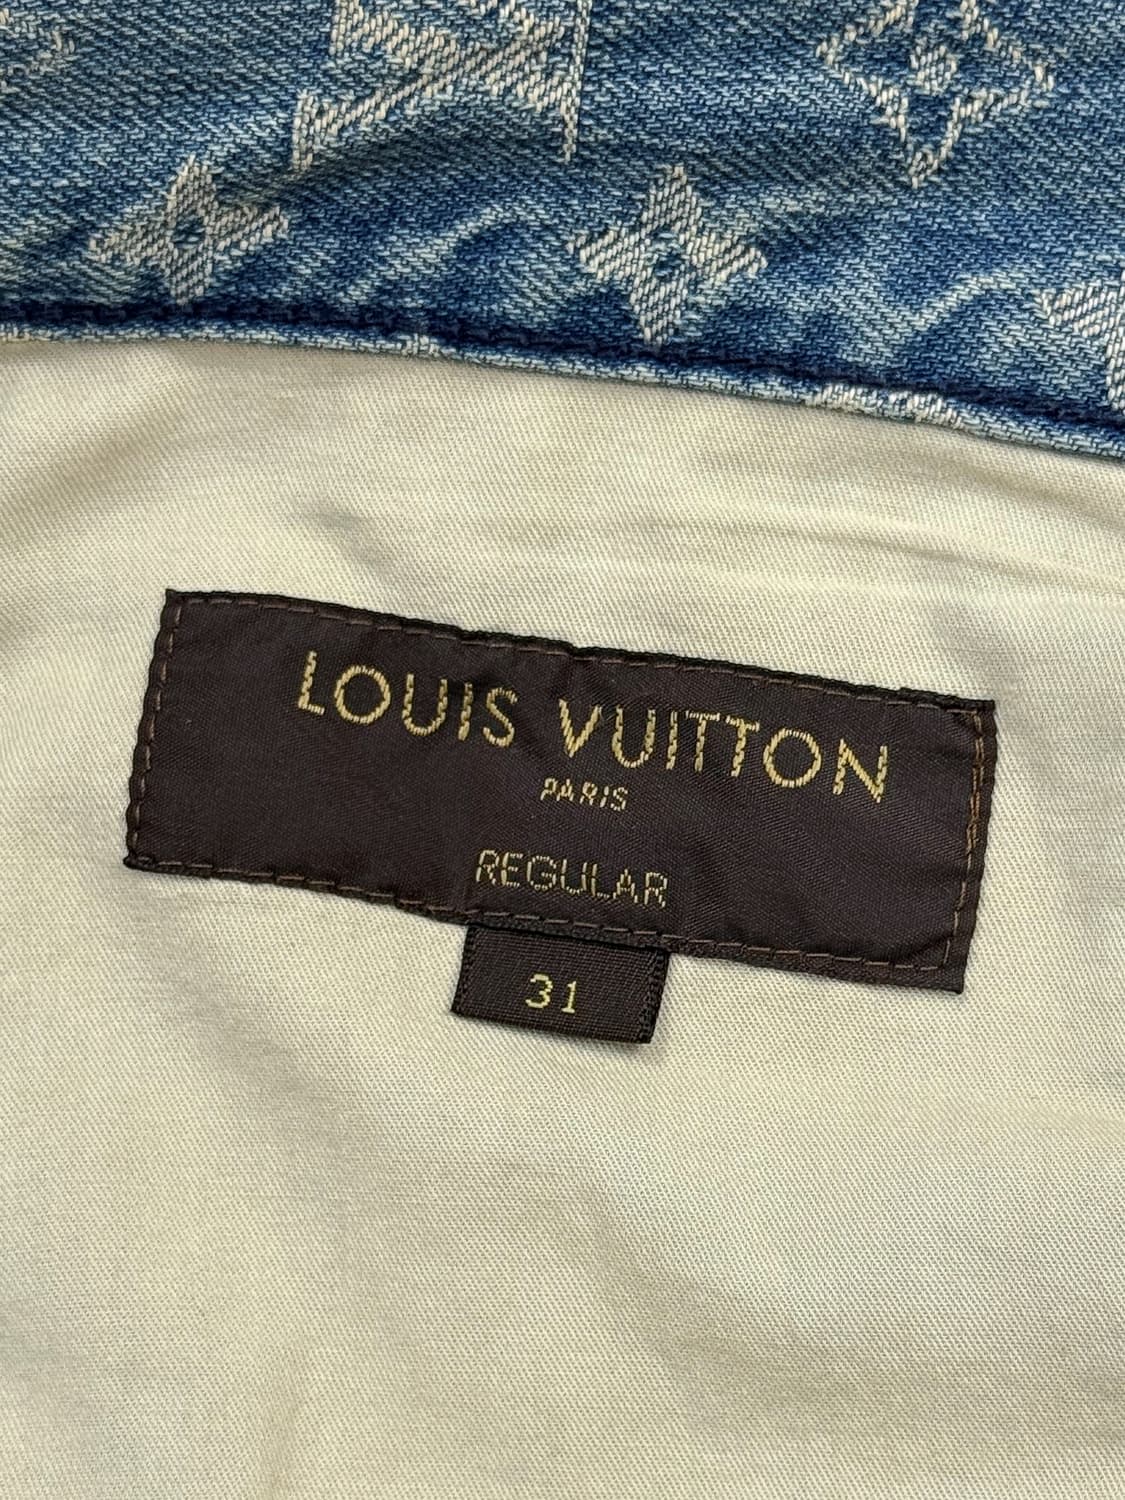 LOUIS VUITTON
PARIS
REGULAR
31